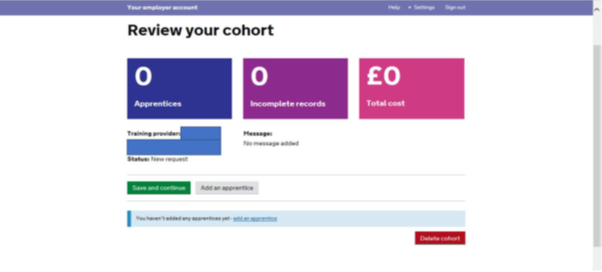 Your employer account Help Settings Sign out
Review your cohort
0 0 £0
Apprentices Incomplete records Total cost
Training provider: Message:
No message added
Status: New request
Save and continue Add an apprentice
You haven't added any apprentices yet - add an apprentice
Delete cohort